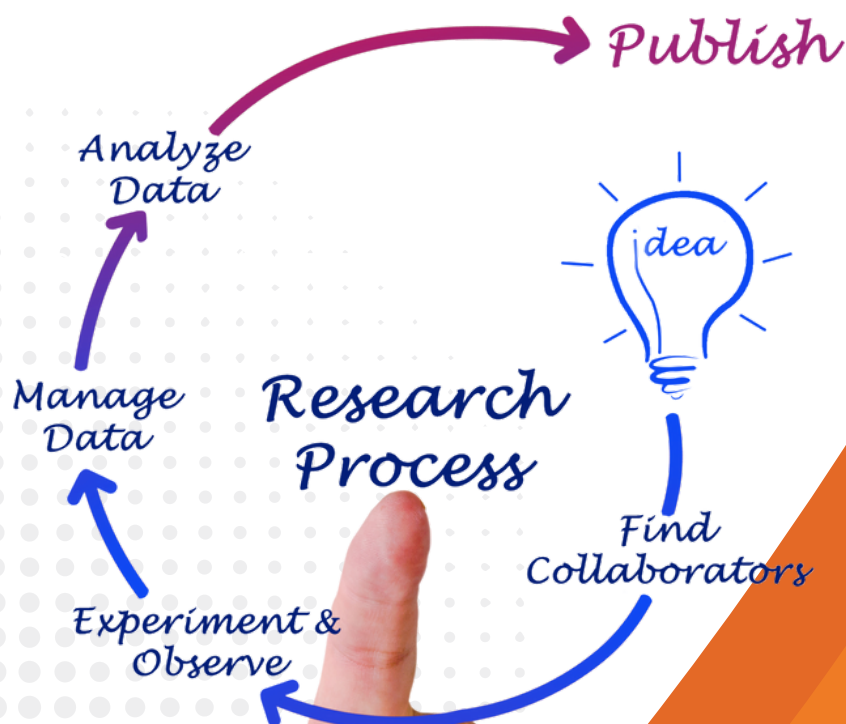 Publish
Analyze
Data
idea
Manage
Data
Research
Process
Find
Collaborators
Experiment &
Observe